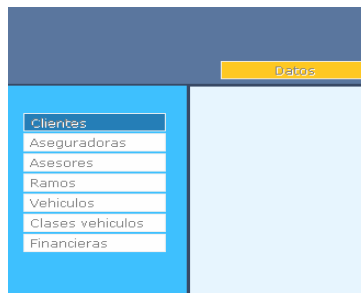 Datos
Clientes
Aseguradoras
Asesores
Ramos
Vehiculos
Clases vehiculos
Financieras